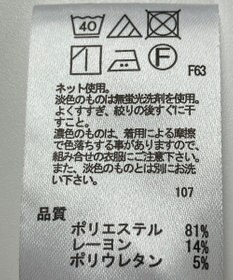 40
F
F63
ネット使用。
淡色のものは無蛍光洗剤を使用。
よくすすぎ、絞りの後すぐに干
すこと。
濃色のものは、着用による摩擦
で色落ちする事がありますので、
組み合せの衣服にご注意下さい。
また、淡色のものとは別にお洗
い下さい。
107
品質
ポリエステル 81%
レーヨン 14%
ポリウレタン 5%